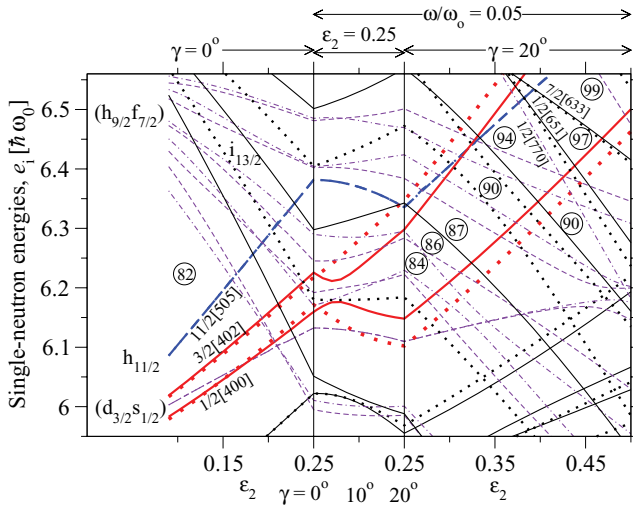 ω/ω₀ = 0.05
γ = 0° ε₂ = 0.25 γ = 20°
Single-neutron energies, eᵢ [ħω₀]
6.5
6.4
6.3
6.2
6.1
6
(h9/2f7/2)
i13/2
h11/2
(d3/2s1/2)
11/2[505]
3/2[402]
1/2[400]
7/2[633]
1/2[651]
1/2[770]
82
84
86
87
90
90
94
97
99
0.15 0.25 0.25 0.35 0.45
ε₂ γ = 0° 10° 20° ε₂